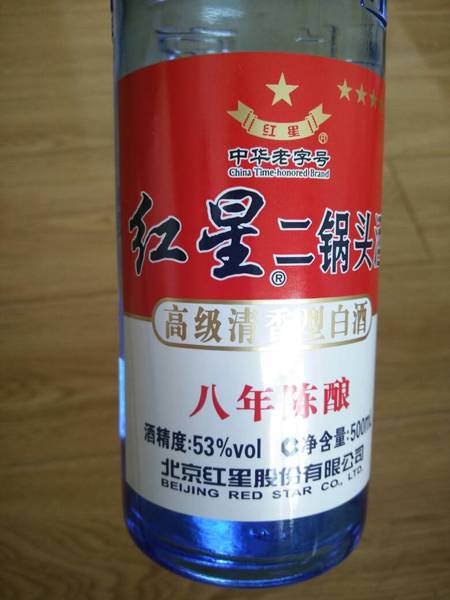 红星
®
中华老字号
China Time-honored Brand
红星二锅头酒
®
高级清香型白酒
八年陈酿
酒精度:53%vol 净含量:500mL
北京红星股份有限公司
BEIJING RED STAR CO., LTD.